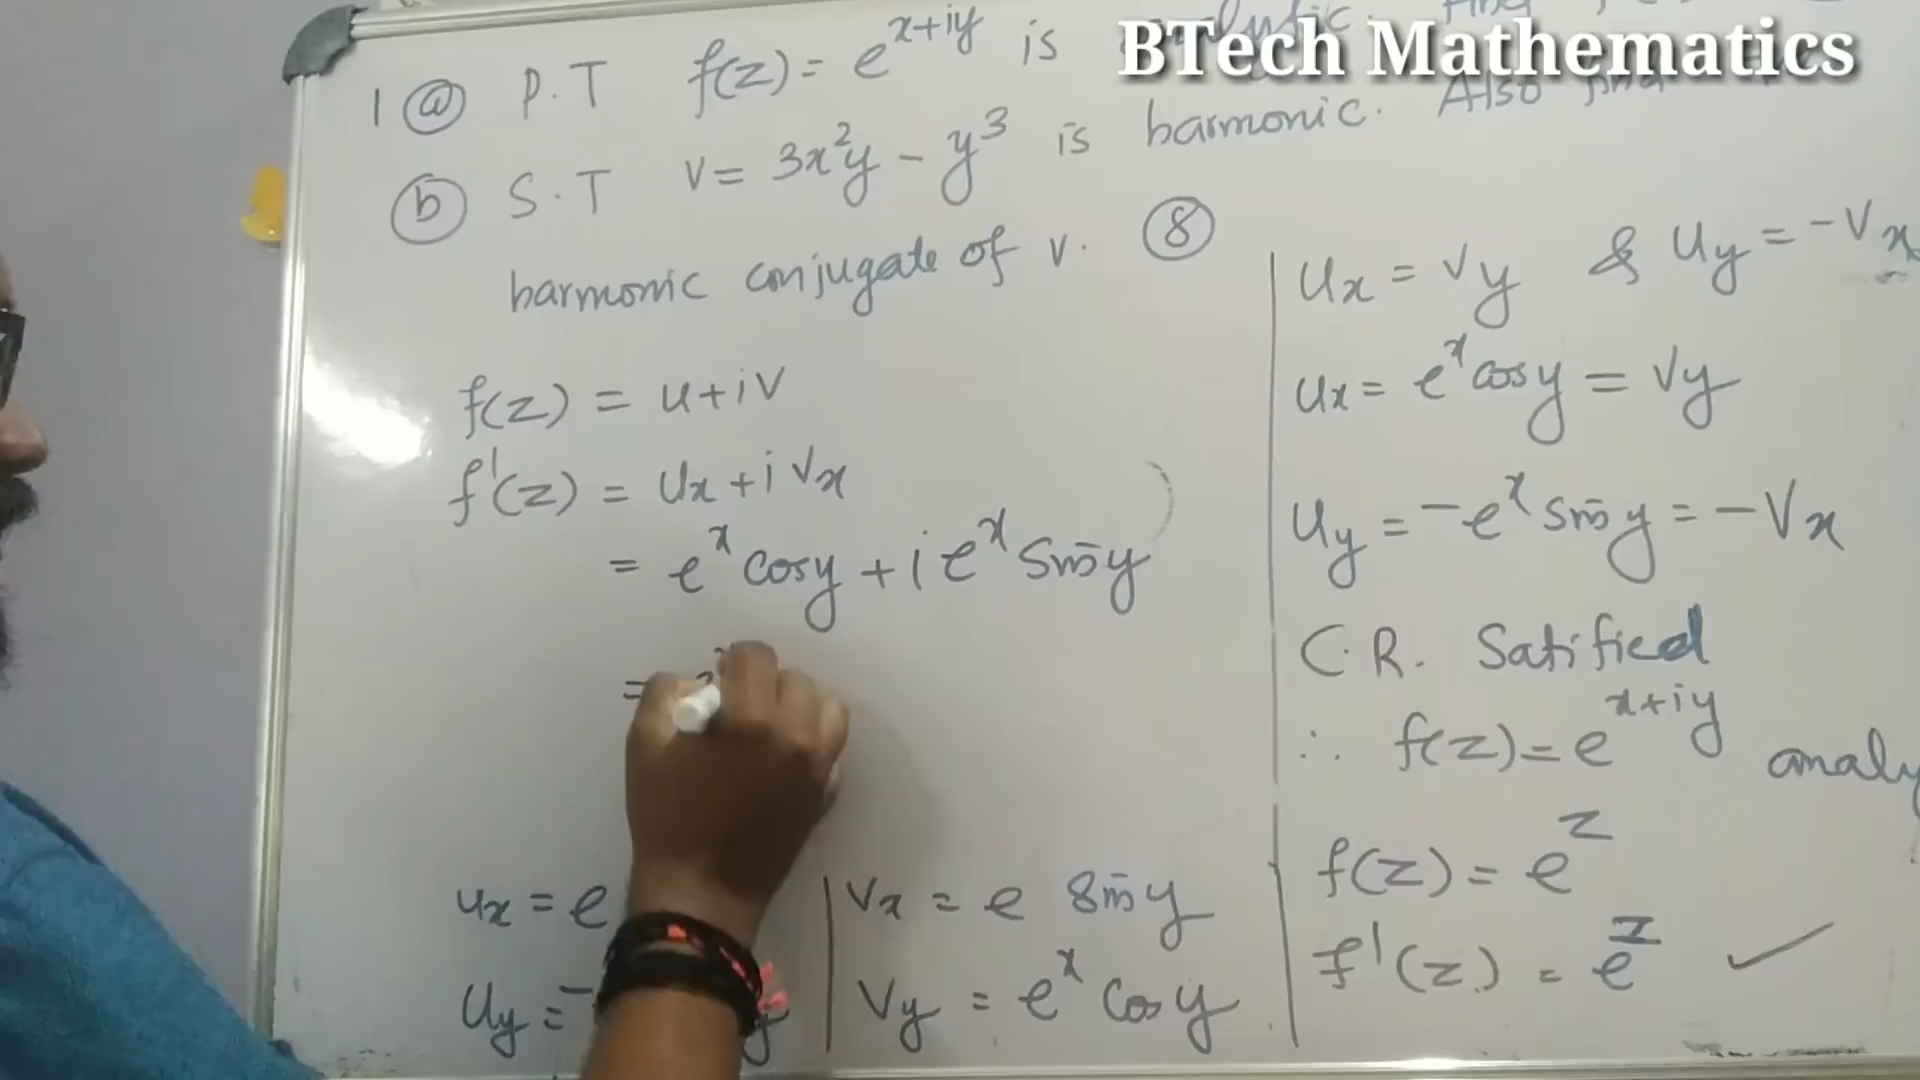 BTech Mathematics
1 ⓐ P.T f(z) = e^{x+iy} is
ⓑ S.T v = 3x²y - y³ is harmonic. Also find
harmonic conjugate of v. ⑧
f(z) = u+iv
f'(z) = Ux + i Vx
= e^x cosy + i e^x Siny
=
ux = e
Uy = -
Vx = e Siny
Vy = e^x Cosy
Ux = Vy & Uy = -Vx
ux = e^x cosy = Vy
Uy = -e^x siny = -Vx
C.R. Satified
∴ f(z) = e^{x+iy} analy
f(z) = e^z
f'(z) = e^z ✓